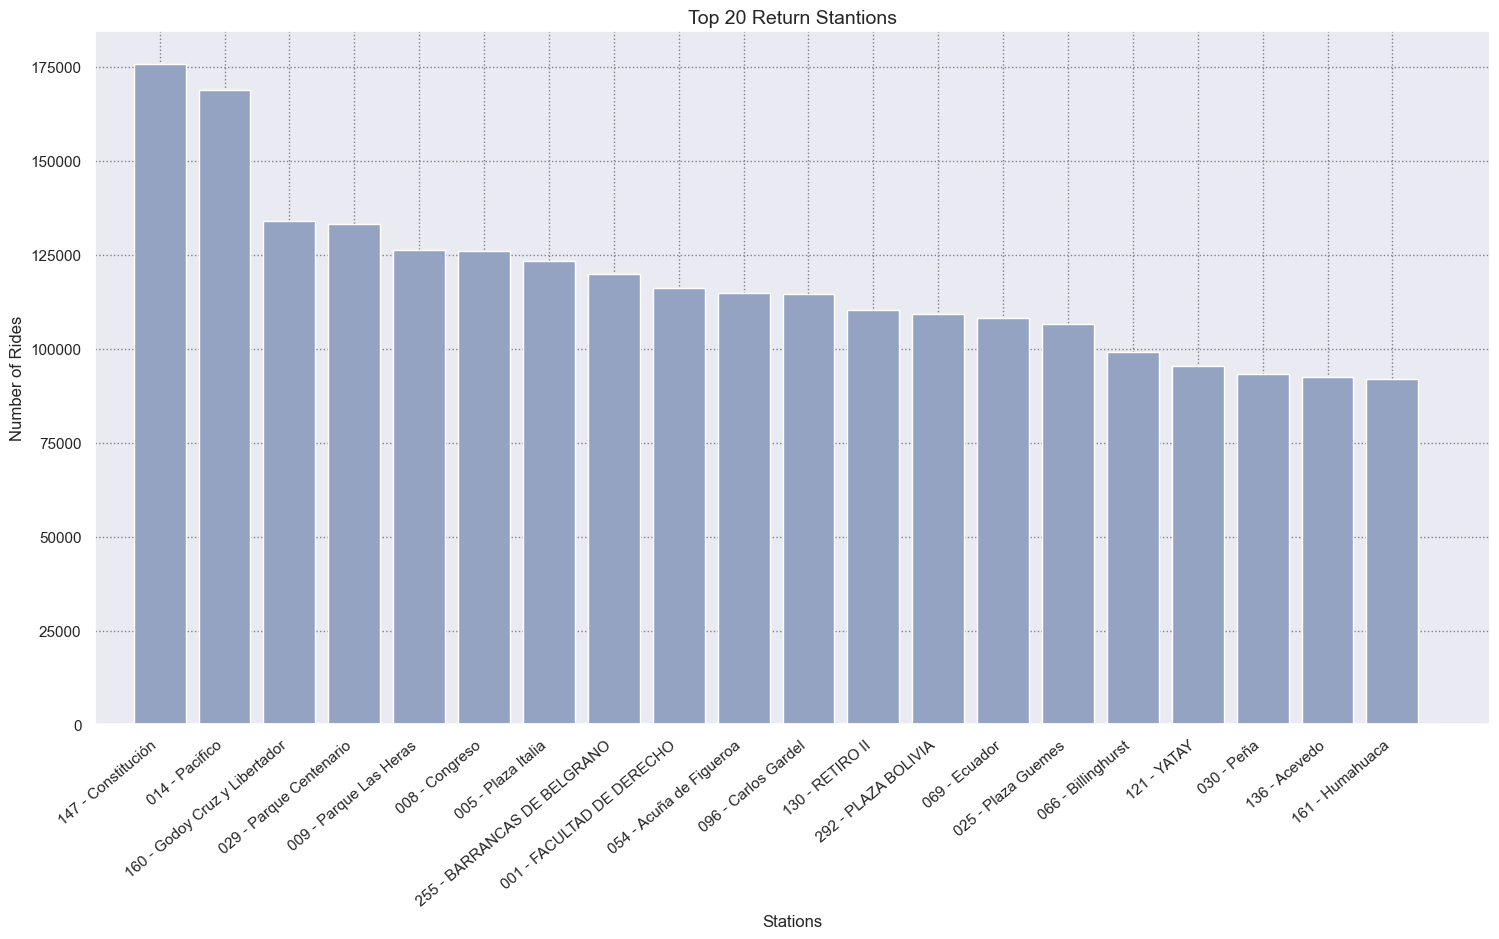 Top 20 Return Stantions
Number of Rides
175000
150000
125000
100000
75000
50000
25000
0
147 - Constitución
014 - Pacifico
160 - Godoy Cruz y Libertador
029 - Parque Centenario
009 - Parque Las Heras
008 - Congreso
005 - Plaza Italia
255 - BARRANCAS DE BELGRANO
001 - FACULTAD DE DERECHO
054 - Acuña de Figueroa
096 - Carlos Gardel
130 - RETIRO II
292 - PLAZA BOLIVIA
069 - Ecuador
025 - Plaza Guemes
066 - Billinghurst
121 - YATAY
030 - Peña
136 - Acevedo
161 - Humahuaca
Stations